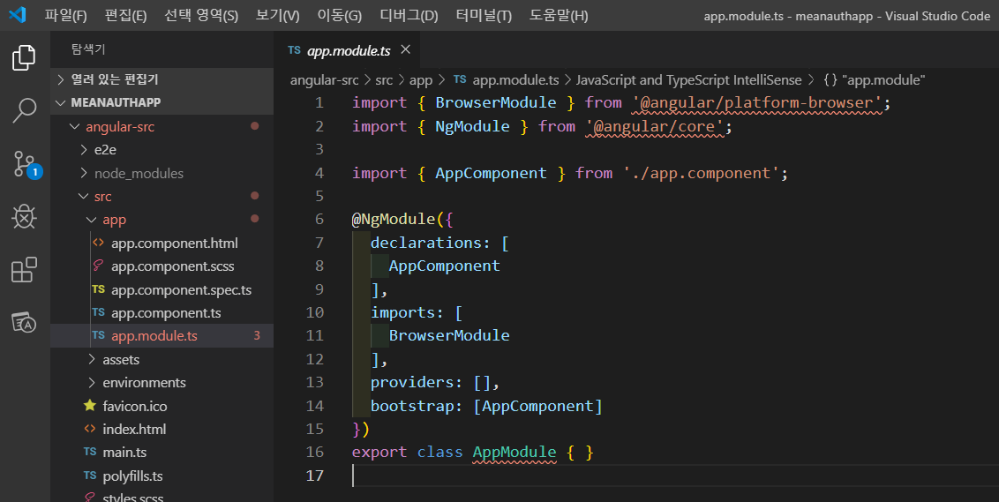 파일(F) 편집(E) 선택 영역(S) 보기(V) 이동(G) 디버그(D) 터미널(T) 도움말(H) app.module.ts - meanauthapp - Visual Studio Code
탐색기
열려 있는 편집기
MEANAUTHAPP
angular-src
e2e
node_modules
src
app
app.component.html
app.component.scss
TS app.component.spec.ts
TS app.component.ts
TS app.module.ts 3
assets
environments
favicon.ico
index.html
TS main.ts
TS polyfills.ts
styles.scss
1
TS app.module.ts ×
angular-src > src > app > TS app.module.ts > JavaScript and TypeScript IntelliSense > {} "app.module"
1 import { BrowserModule } from '@angular/platform-browser';
2 import { NgModule } from '@angular/core';
3
4 import { AppComponent } from './app.component';
5
6 @NgModule({
7 declarations: [
8 AppComponent
9 ],
10 imports: [
11 BrowserModule
12 ],
13 providers: [],
14 bootstrap: [AppComponent]
15 })
16 export class AppModule { }
17